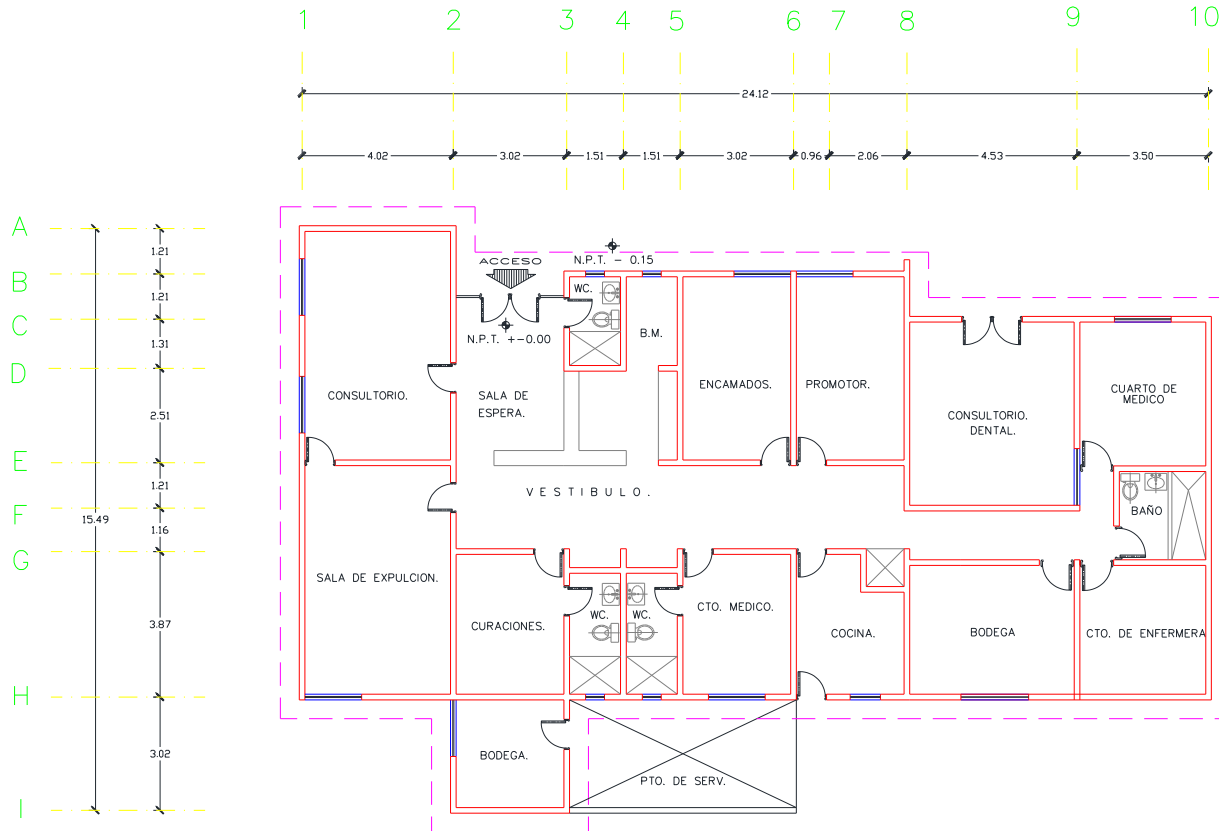 1 2 3 4 5 6 7 8 9 10
24.12
4.02 3.02 1.51 1.51 3.02 0.96 2.06 4.53 3.50
A
B
C
D
E
F
G
H
I
1.21
1.21
1.31
2.51
1.21
1.16
3.87
3.02
15.49
ACCESO
N.P.T. - 0.15
N.P.T. +-0.00
WC.
B.M.
CONSULTORIO.
SALA DE
ESPERA.
ENCAMADOS.
PROMOTOR.
CONSULTORIO.
DENTAL.
CUARTO DE
MEDICO
VESTIBULO.
BAÑO
SALA DE EXPULCION.
CURACIONES.
WC.
WC.
CTO. MEDICO.
COCINA.
BODEGA
CTO. DE ENFERMERA
BODEGA.
PTO. DE SERV.